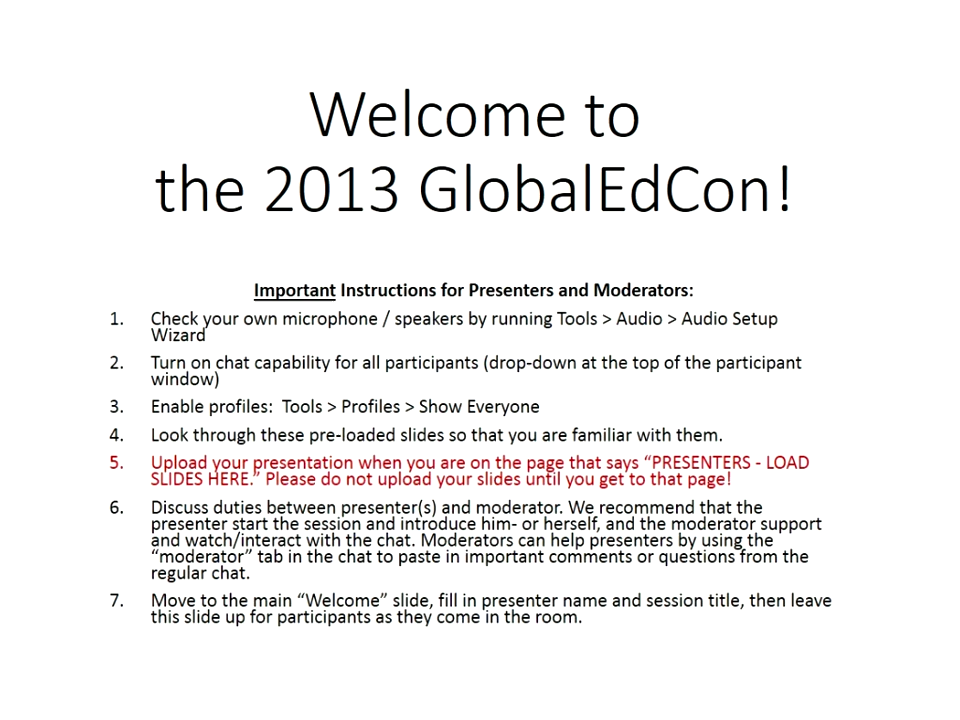 Welcome to
the 2013 GlobalEdCon!
Important Instructions for Presenters and Moderators:
1. Check your own microphone / speakers by running Tools > Audio > Audio Setup
Wizard
2. Turn on chat capability for all participants (drop-down at the top of the participant
window)
3. Enable profiles: Tools > Profiles > Show Everyone
4. Look through these pre-loaded slides so that you are familiar with them.
5. Upload your presentation when you are on the page that says “PRESENTERS - LOAD
SLIDES HERE.” Please do not upload your slides until you get to that page!
6. Discuss duties between presenter(s) and moderator. We recommend that the
presenter start the session and introduce him- or herself, and the moderator support
and watch/interact with the chat. Moderators can help presenters by using the
“moderator” tab in the chat to paste in important comments or questions from the
regular chat.
7. Move to the main “Welcome” slide, fill in presenter name and session title, then leave
this slide up for participants as they come in the room.